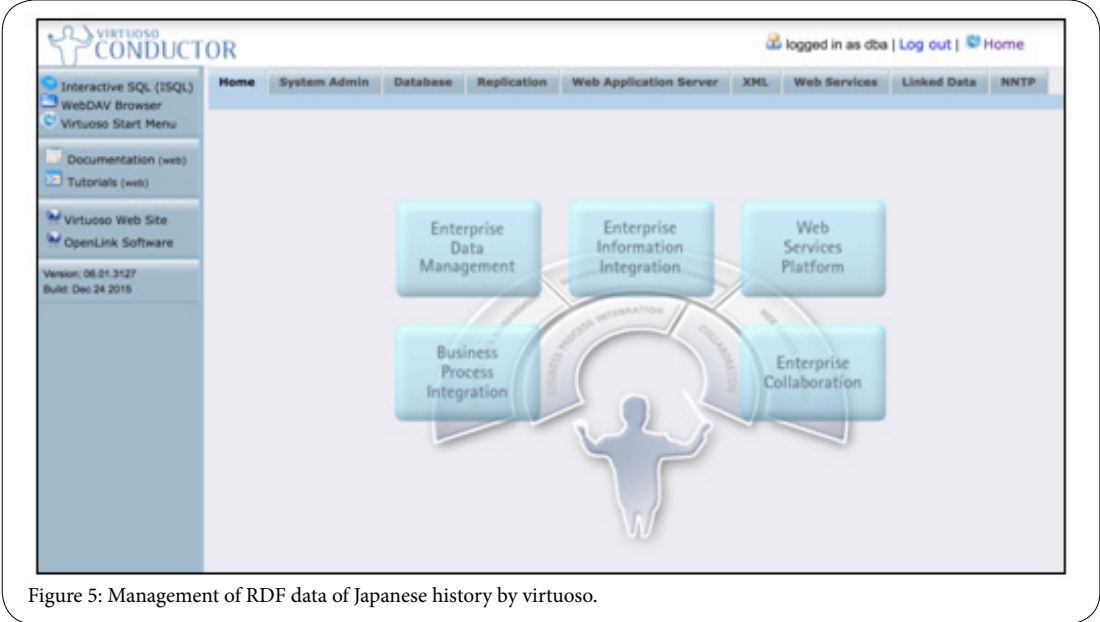 VIRTUOSO
CONDUCTOR
logged in as dba | Log out | Home
Interactive SQL (ISQL)
WebDAV Browser
Virtuoso Start Menu
Documentation (web)
Tutorials (web)
Virtuoso Web Site
OpenLink Software
Version: 06.01.3127
Build: Dec 24 2015
Home System Admin Database Replication Web Application Server XML Web Services Linked Data NNTP
Enterprise
Data
Management
Enterprise
Information
Integration
Web
Services
Platform
Business
Process
Integration
Enterprise
Collaboration
BUSINESS PROCESS INTEGRATION
COLLABORATION
Figure 5: Management of RDF data of Japanese history by virtuoso.